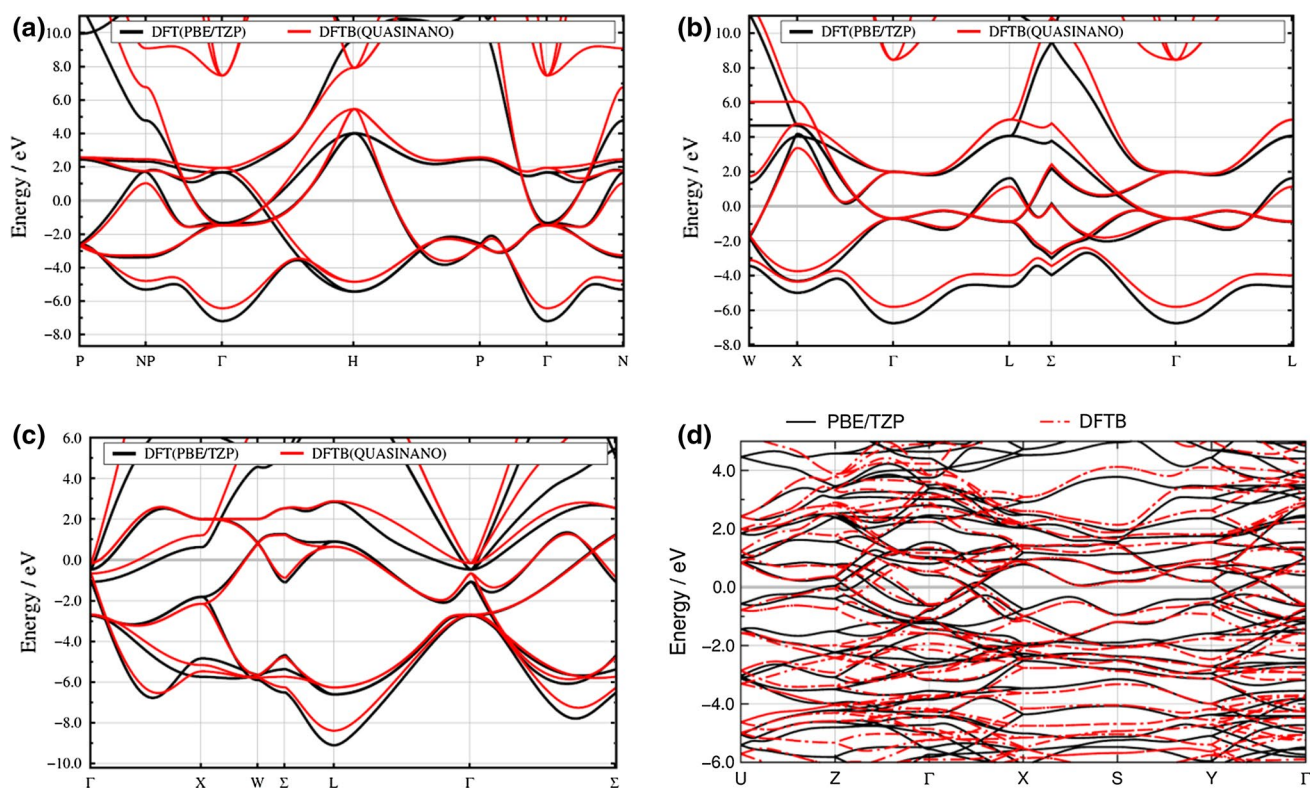 (a)
DFT(PBE/TZP) DFTB(QUASINANO)
10.0
8.0
6.0
4.0
2.0
0.0
−2.0
−4.0
−6.0
−8.0
Energy / eV
P NP Γ H P Γ N
(b)
DFT(PBE/TZP) DFTB(QUASINANO)
10.0
8.0
6.0
4.0
2.0
0.0
−2.0
−4.0
−6.0
−8.0
Energy / eV
W X Γ L Σ Γ L
(c)
DFT(PBE/TZP) DFTB(QUASINANO)
6.0
4.0
2.0
0.0
−2.0
−4.0
−6.0
−8.0
−10.0
Energy / eV
Γ X W Σ L Γ Σ
(d)
PBE/TZP DFTB
4.0
2.0
0.0
-2.0
-4.0
-6.0
Energy / eV
U Z Γ X S Y Γ